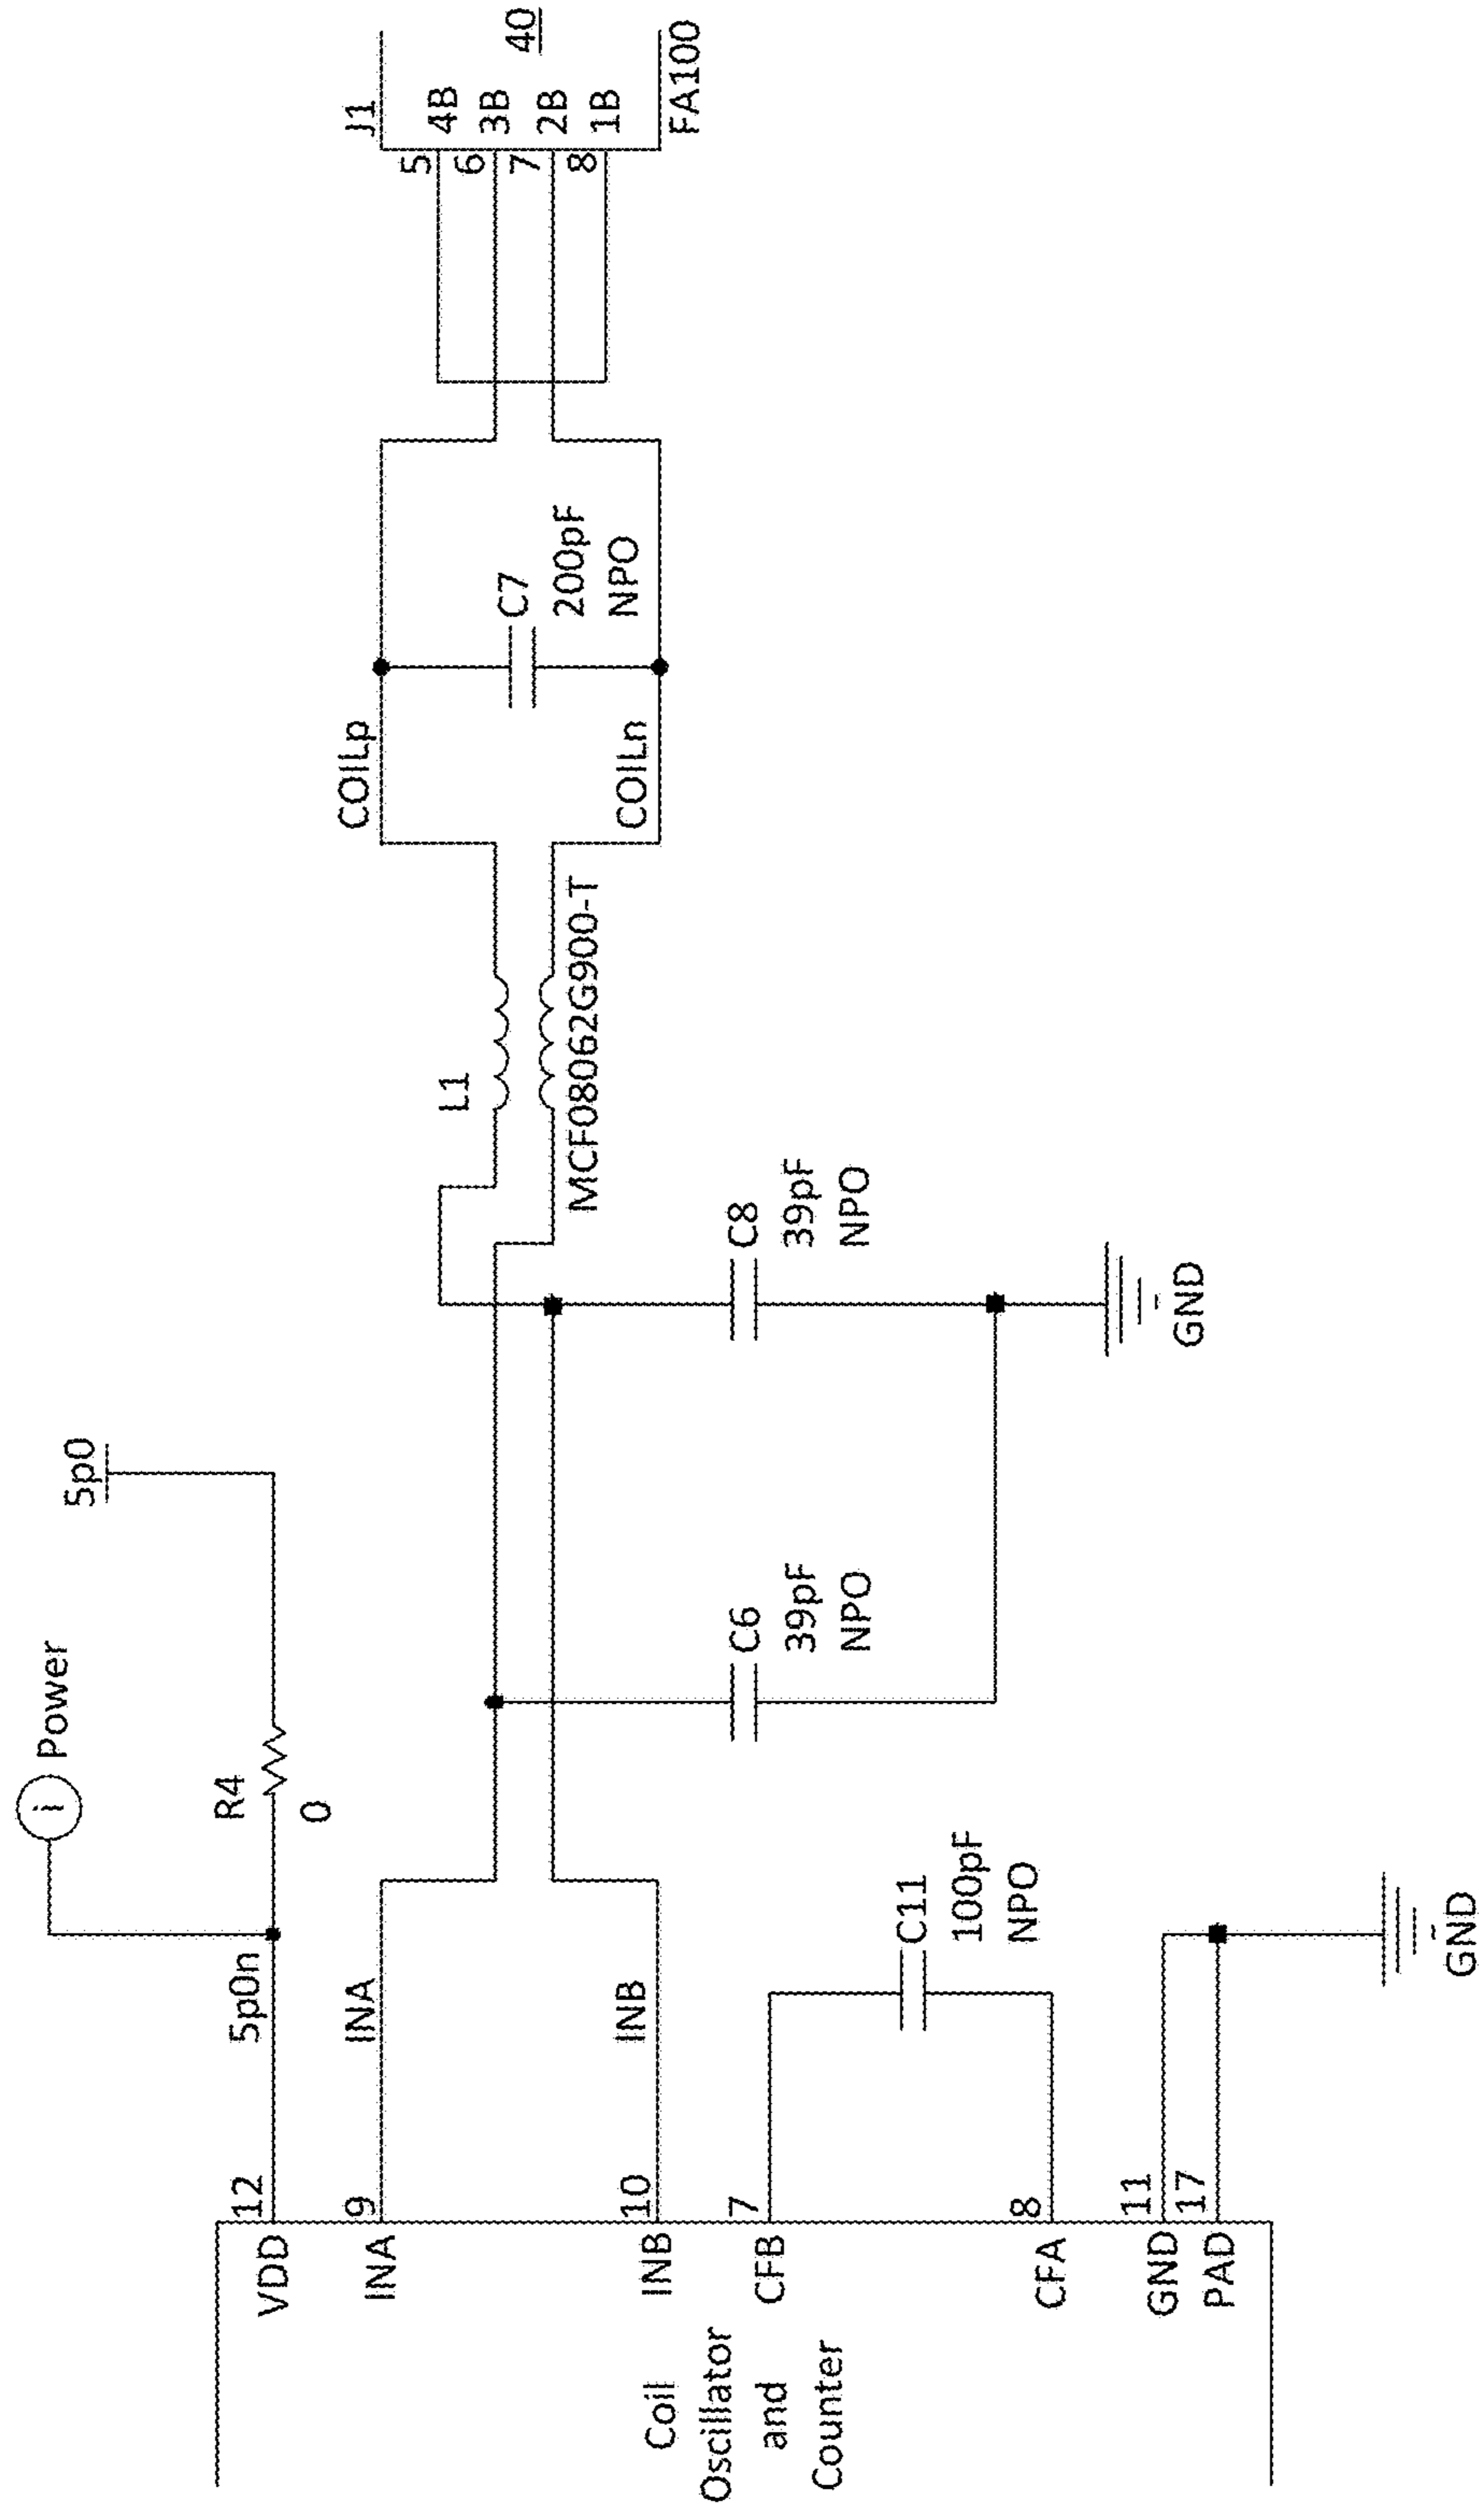 J1
40
5
4B
6
3B
7
2B
8
1B
FA100
C7
200pF
NPO
COILp
COILn
L1
MCF08062G900-T
C8
39pF
NPO
GND
5p0
i
Power
R4
0
C6
39pF
NPO
5p0n
INA
INB
C11
100pF
NPO
GND
12
VDD
9
INA
10
INB
7
CFB
8
CFA
11
GND
17
PAD
Coil
Oscillator
and
Counter